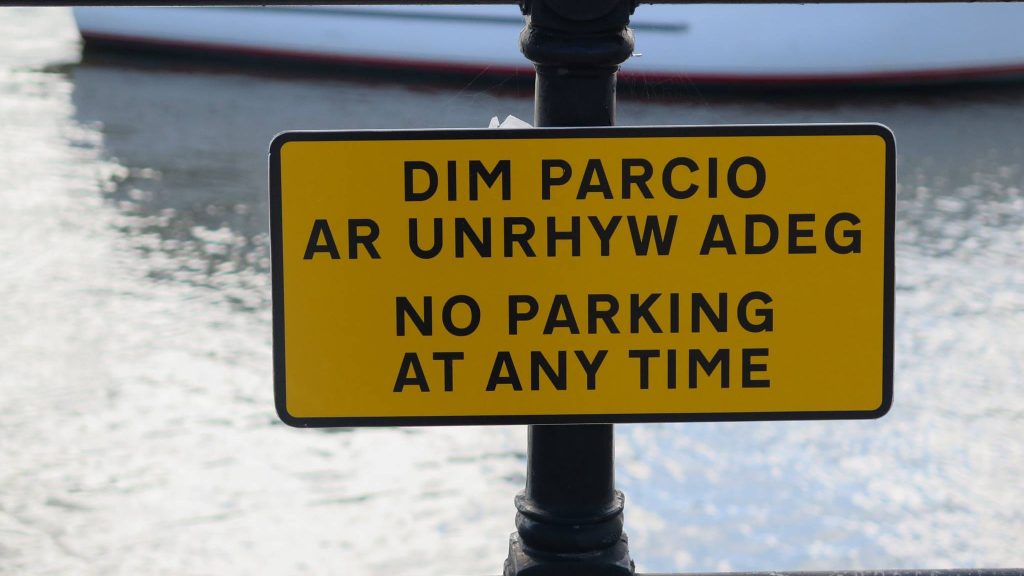 DIM PARCIO
AR UNRHYW ADEG
NO PARKING
AT ANY TIME